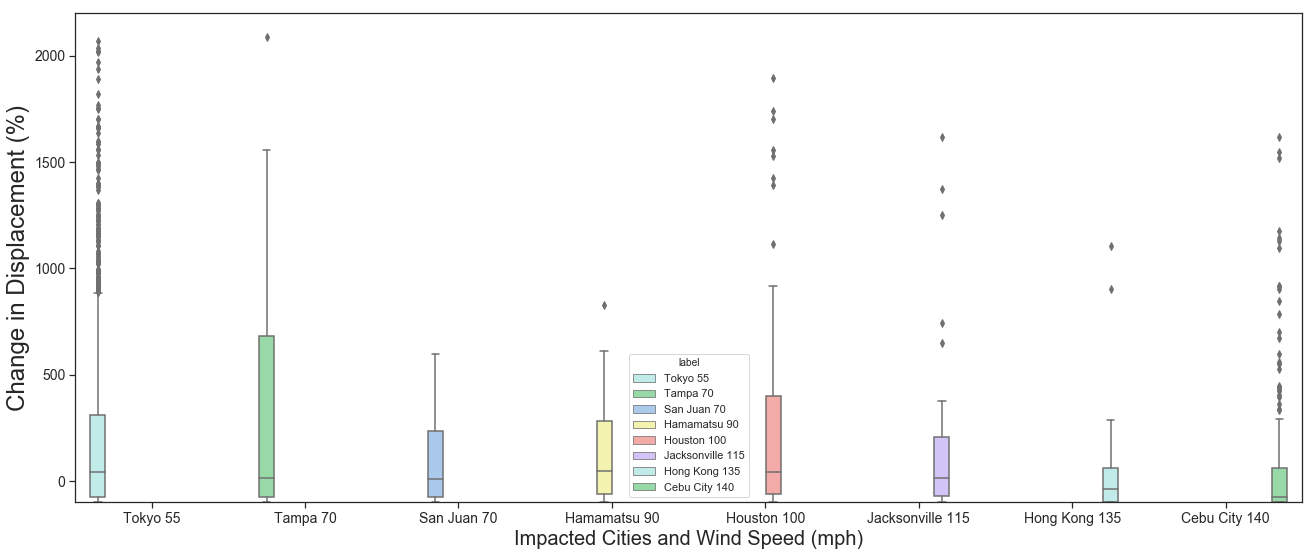 Change in Displacement (%)
2000
1500
1000
500
0
label
Tokyo 55
Tampa 70
San Juan 70
Hamamatsu 90
Houston 100
Jacksonville 115
Hong Kong 135
Cebu City 140
Tokyo 55
Tampa 70
San Juan 70
Hamamatsu 90
Houston 100
Jacksonville 115
Hong Kong 135
Cebu City 140
Impacted Cities and Wind Speed (mph)